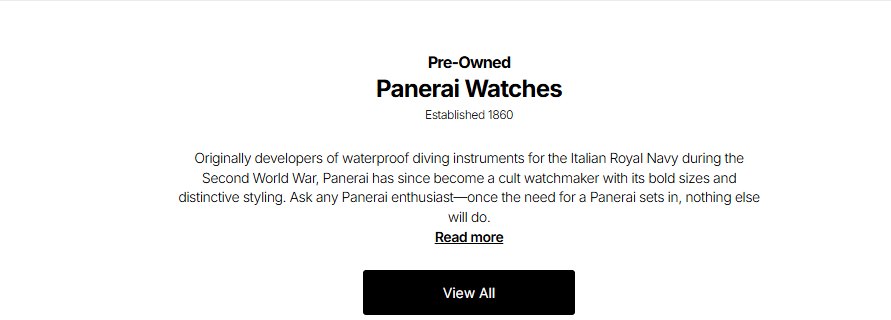 Pre-Owned
Panerai Watches
Established 1860
Originally developers of waterproof diving instruments for the Italian Royal Navy during the
Second World War, Panerai has since become a cult watchmaker with its bold sizes and
distinctive styling. Ask any Panerai enthusiast—once the need for a Panerai sets in, nothing else
will do.
Read more
View All